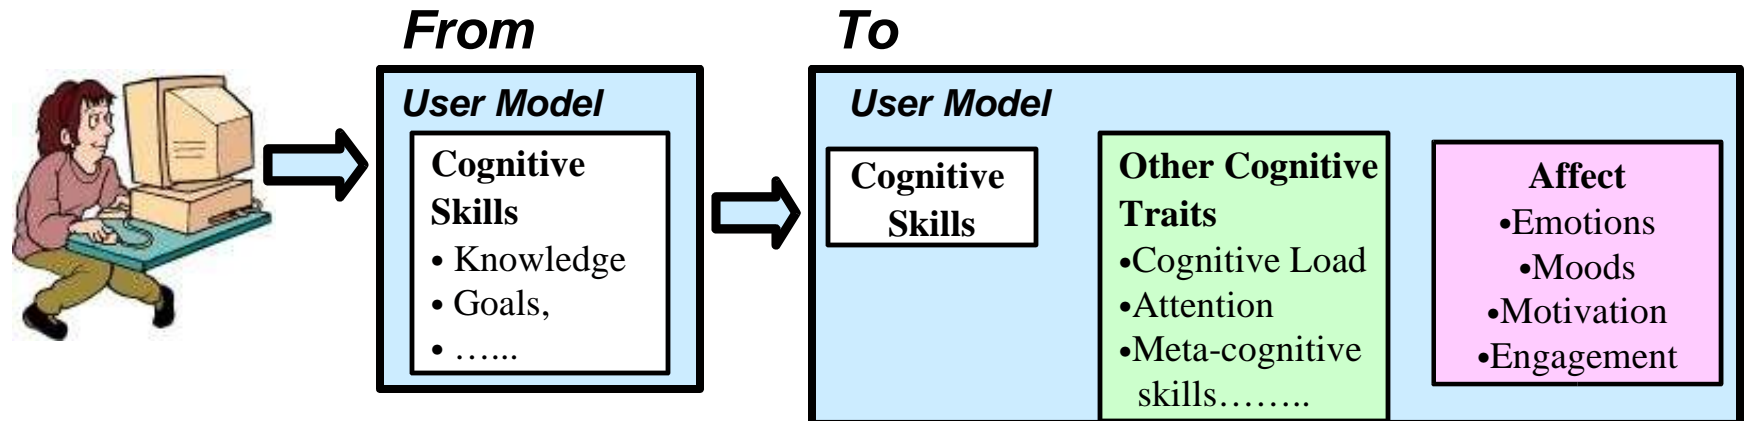 From
User Model
Cognitive
Skills
• Knowledge
• Goals,
• …...
To
User Model
Cognitive
Skills
Other Cognitive
Traits
•Cognitive Load
•Attention
•Meta-cognitive
skills……..
Affect
•Emotions
•Moods
•Motivation
•Engagement